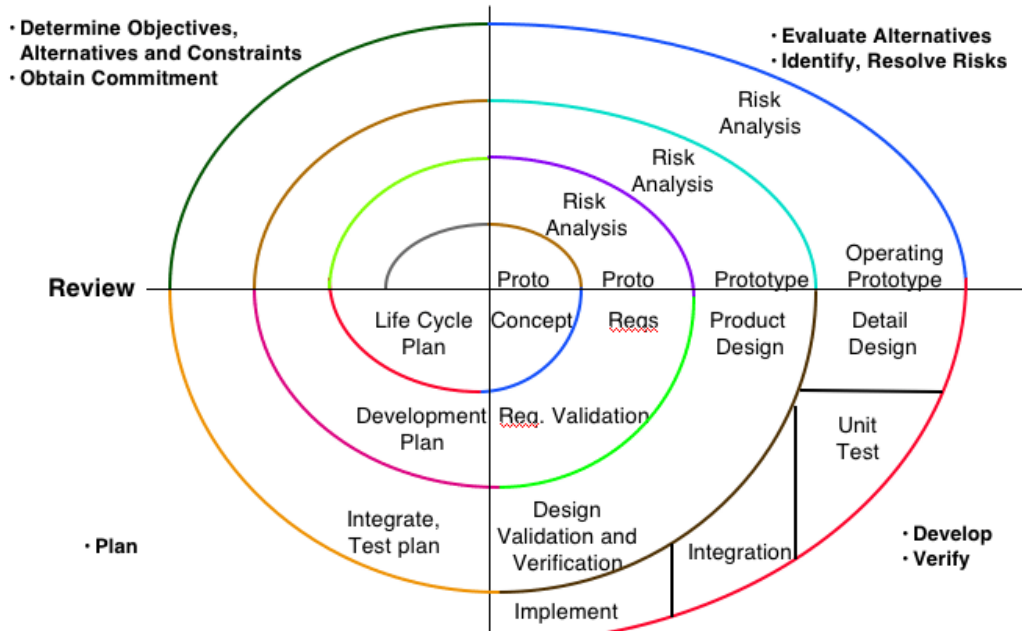 · Determine Objectives,
Alternatives and Constraints
· Obtain Commitment
· Evaluate Alternatives
· Identify, Resolve Risks
Risk
Analysis
Risk
Analysis
Risk
Analysis
Review
Proto
Proto
Prototype
Operating
Prototype
Life Cycle
Plan
Concept
Reqs
Product
Design
Detail
Design
Development
Plan
Req. Validation
Unit
Test
Integrate,
Test plan
Design
Validation and
Verification
Integration
Implement
· Plan
· Develop
· Verify